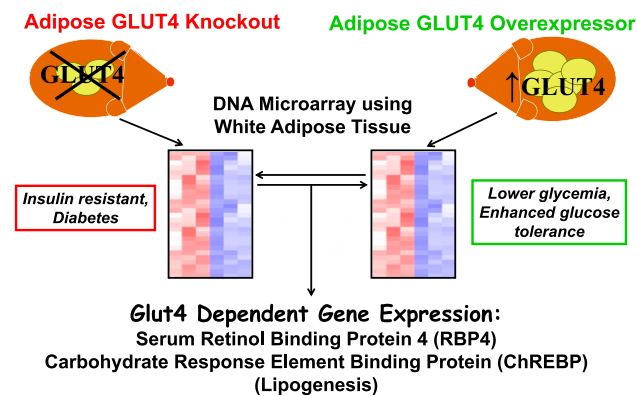 Adipose GLUT4 Knockout
Adipose GLUT4 Overexpressor
GLUT4
↑GLUT4
DNA Microarray using
White Adipose Tissue
Insulin resistant,
Diabetes
Lower glycemia,
Enhanced glucose
tolerance
Glut4 Dependent Gene Expression:
Serum Retinol Binding Protein 4 (RBP4)
Carbohydrate Response Element Binding Protein (ChREBP)
(Lipogenesis)